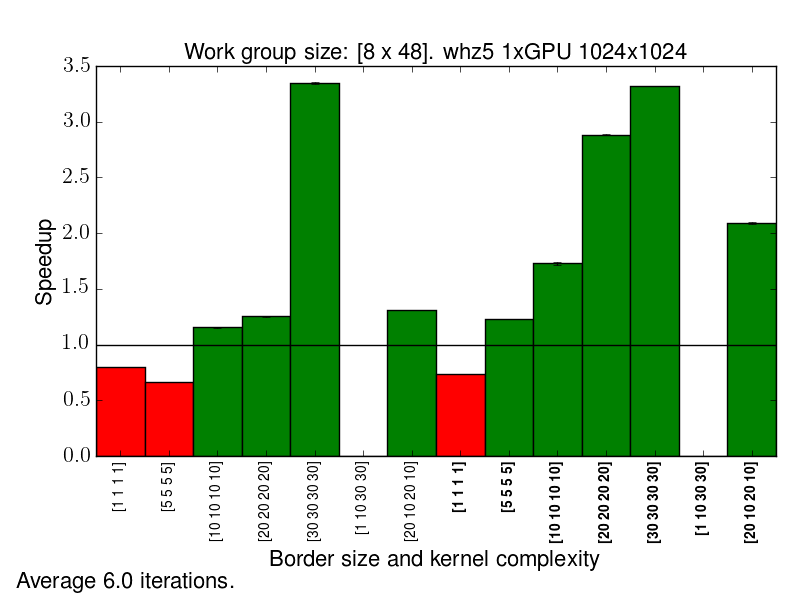 Work group size: [8 x 48]. whz5 1xGPU 1024x1024
3.5
3.0
2.5
2.0
1.5
1.0
0.5
0.0
Speedup
[1 1 1 1]
[5 5 5 5]
[10 10 10 10]
[20 20 20 20]
[30 30 30 30]
[1 10 30 30]
[20 10 20 10]
[1 1 1 1]
[5 5 5 5]
[10 10 10 10]
[20 20 20 20]
[30 30 30 30]
[1 10 30 30]
[20 10 20 10]
Border size and kernel complexity
Average 6.0 iterations.